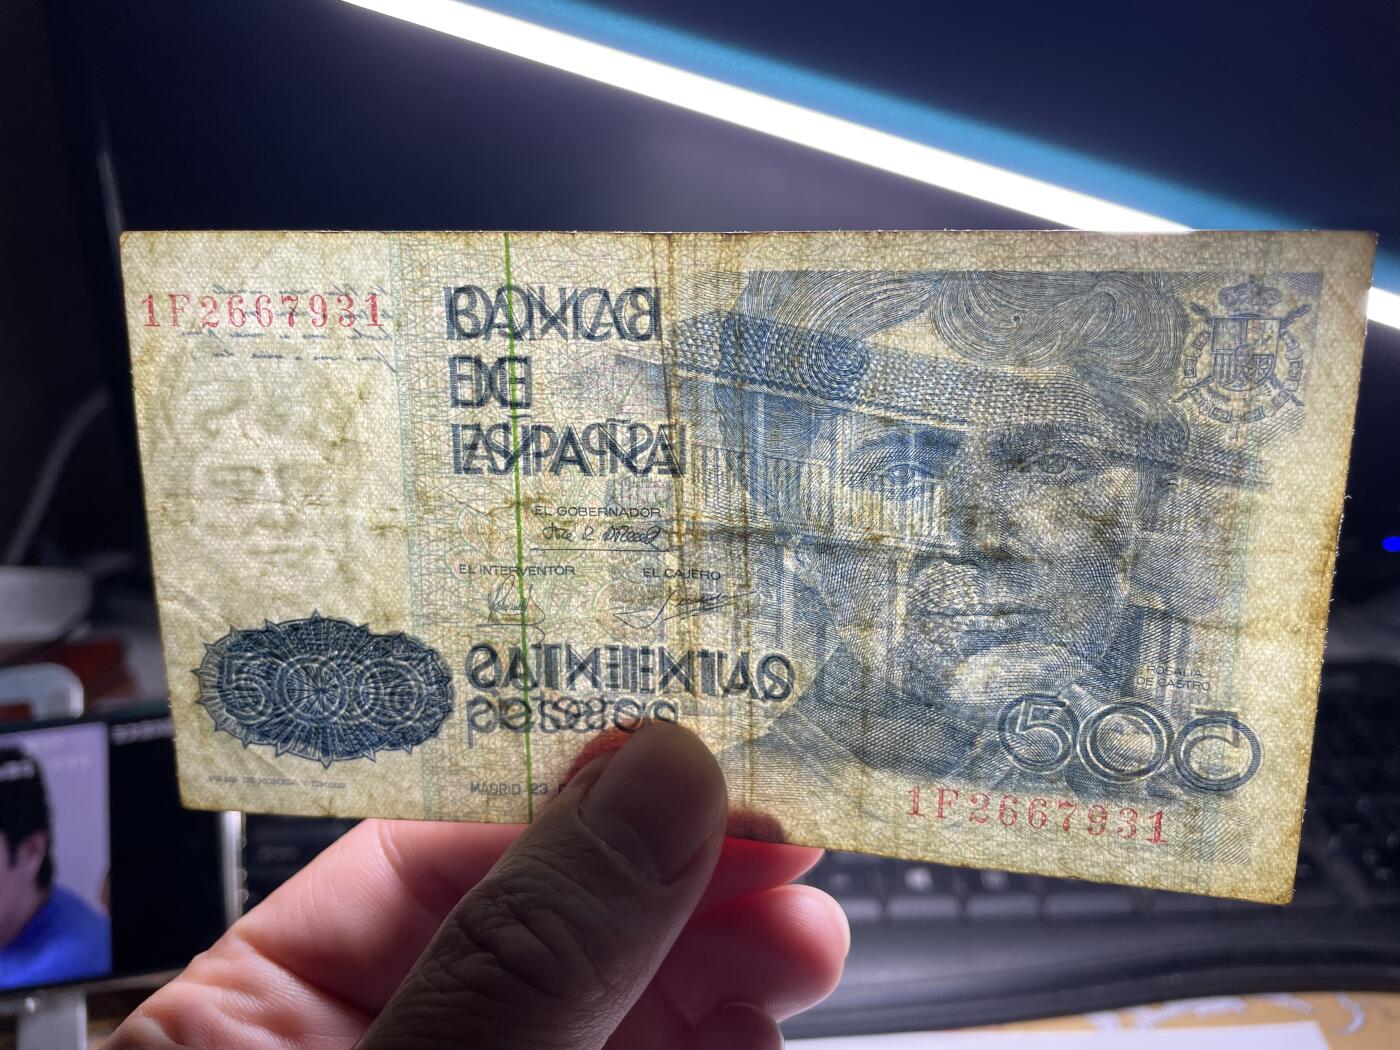 1F2667931
BANCO
DE
ESPAÑA
EL GOBERNADOR
EL INTERVENTOR
EL CAJERO
QUINIENTAS
pesetas
500
MADRID 23
ROSALIA
DE CASTRO
500
1F2667931